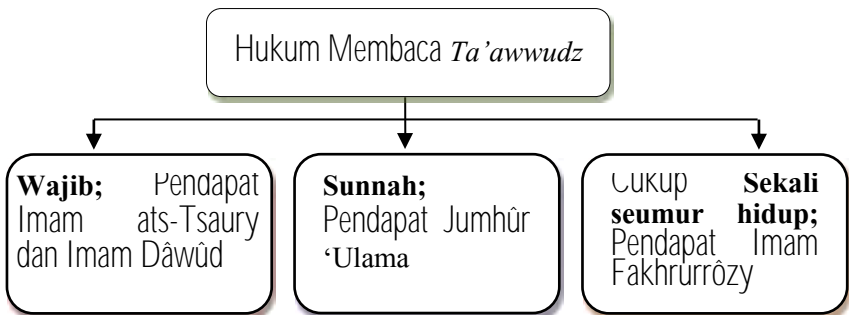 Hukum Membaca Ta’awwudz
Wajib; Pendapat
Imam ats-Tsaury
dan Imam Dâwûd
Sunnah;
Pendapat Jumhûr
‘Ulama
Cukup Sekali
seumur hidup;
Pendapat Imam
Fakhrurrôzy